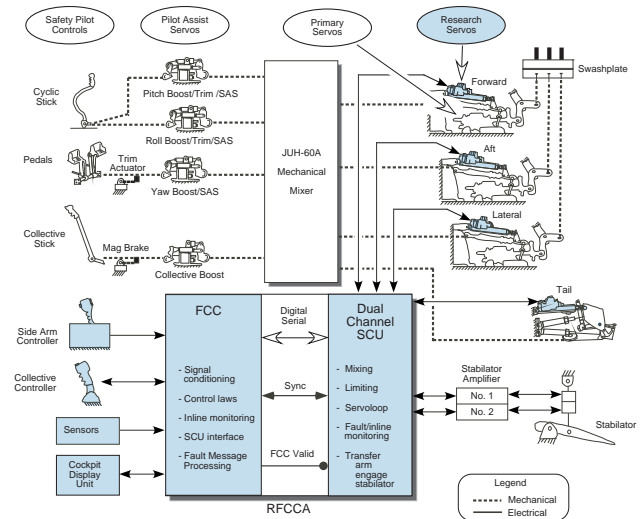 Safety Pilot
Controls
Pilot Assist
Servos
Primary
Servos
Research
Servos
Cyclic
Stick
Pitch Boost/Trim /SAS
Forward
Swashplate
Roll Boost/Trim/SAS
JUH-60A
Mechanical
Mixer
Pedals
Trim
Actuator
Yaw Boost/SAS
Aft
Collective
Stick
Mag Brake
Collective Boost
Lateral
Side Arm
Controller
Collective
Controller
Sensors
Cockpit
Display
Unit
FCC
- Signal
conditioning
- Control laws
- Inline monitoring
- SCU interface
- Fault Message
Processing
Digital
Serial
Sync
FCC Valid
Dual
Channel
SCU
- Mixing
- Limiting
- Servoloop
- Fault/inline
monitoring
- Transfer
arm
engage
stabilator
RFCCA
Tail
Stabilator
Amplifier
No. 1
No. 2
Stabilator
Legend
Mechanical
Electrical